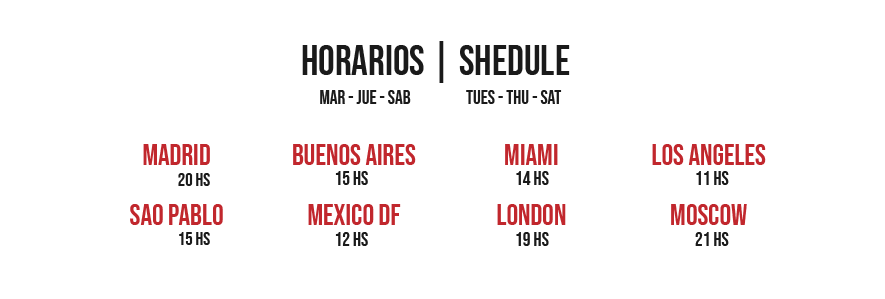 HORARIOS | SHEDULE
MAR - JUE - SAB TUES - THU - SAT
MADRID BUENOS AIRES MIAMI LOS ANGELES
20 HS 15 HS 14 HS 11 HS
SAO PABLO MEXICO DF LONDON MOSCOW
15 HS 12 HS 19 HS 21 HS